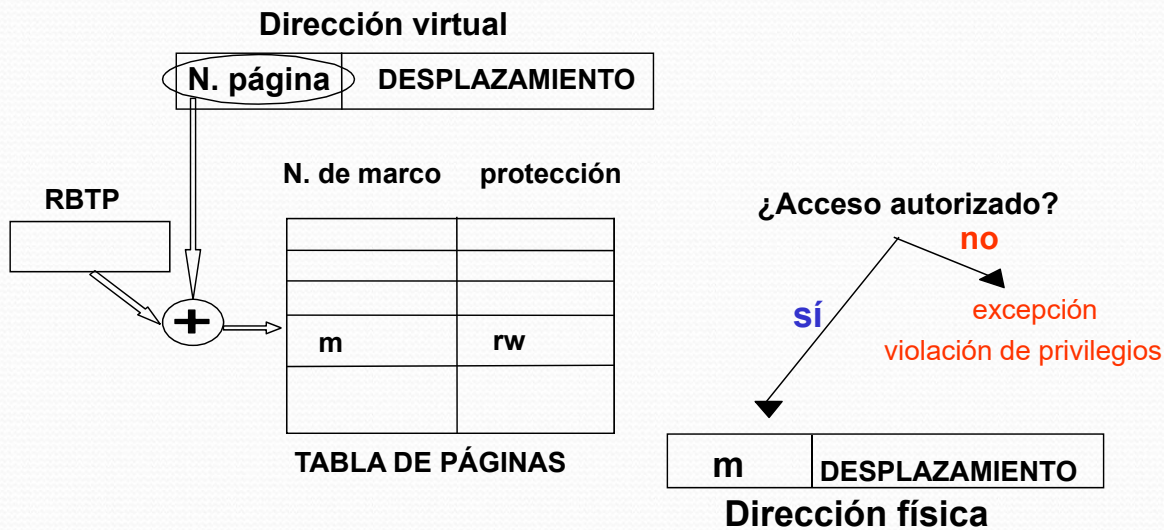 Dirección virtual
N. página DESPLAZAMIENTO
N. de marco protección
RBTP
¿Acceso autorizado?
no
sí
excepción
violación de privilegios
+
m rw
TABLA DE PÁGINAS
m DESPLAZAMIENTO
Dirección física